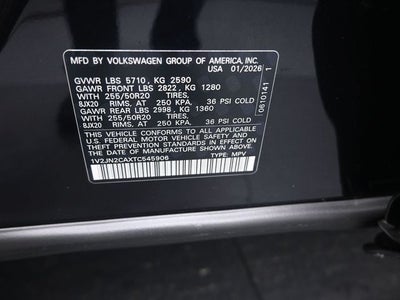 MFD BY VOLKSWAGEN GROUP OF AMERICA, INC.
USA 01/2026
GVWR LBS 5710 , KG 2590
GAWR FRONT LBS 2822 , KG 1280
WITH 255/50R20 TIRES,
8JX20 RIMS, AT 250 KPA, 36 PSI COLD
GAWR REAR LBS 2998 , KG 1360
WITH 255/50R20 TIRES,
8JX20 RIMS, AT 250 KPA, 36 PSI COLD
THIS VEHICLE CONFORMS TO ALL APPLICABLE
U.S. FEDERAL MOTOR VEHICLE SAFETY
STANDARDS IN EFFECT ON THE
DATE OF MANUFACTURE SHOWN ABOVE.
1V2JN2CAXTC545906 TYPE: MPV
0610141 1